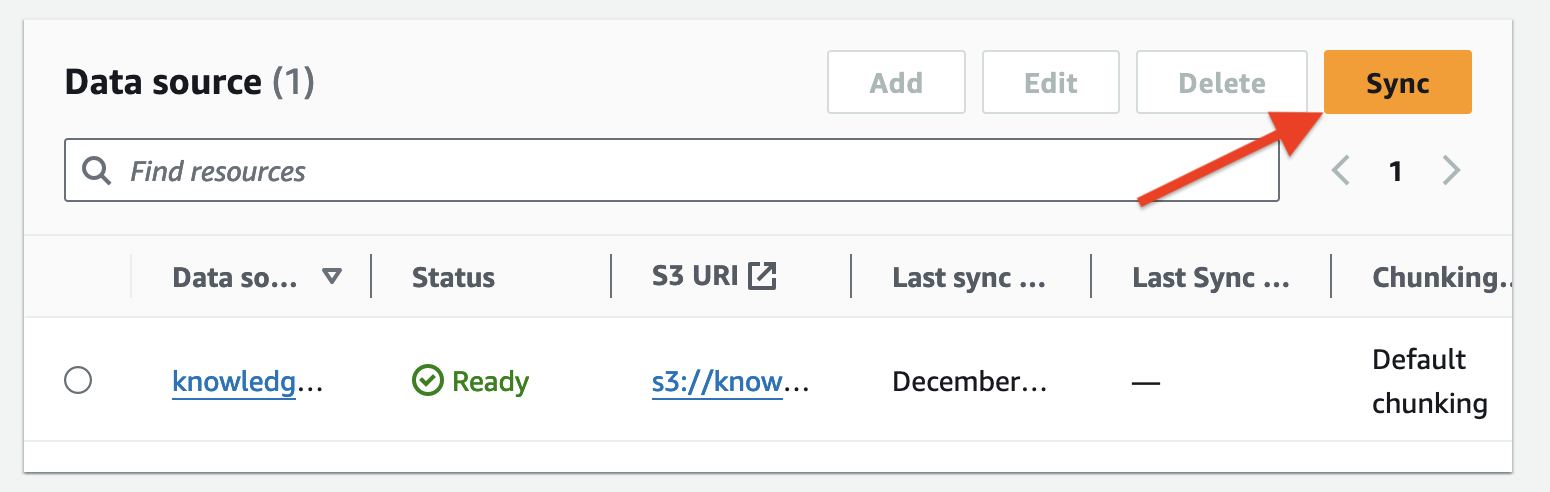 Data source (1)
Add
Edit
Delete
Sync
Find resources
1
Data so...
Status
S3 URI
Last sync ...
Last Sync ...
Chunking..
knowledg...
Ready
s3://know...
December...
—
Default
chunking